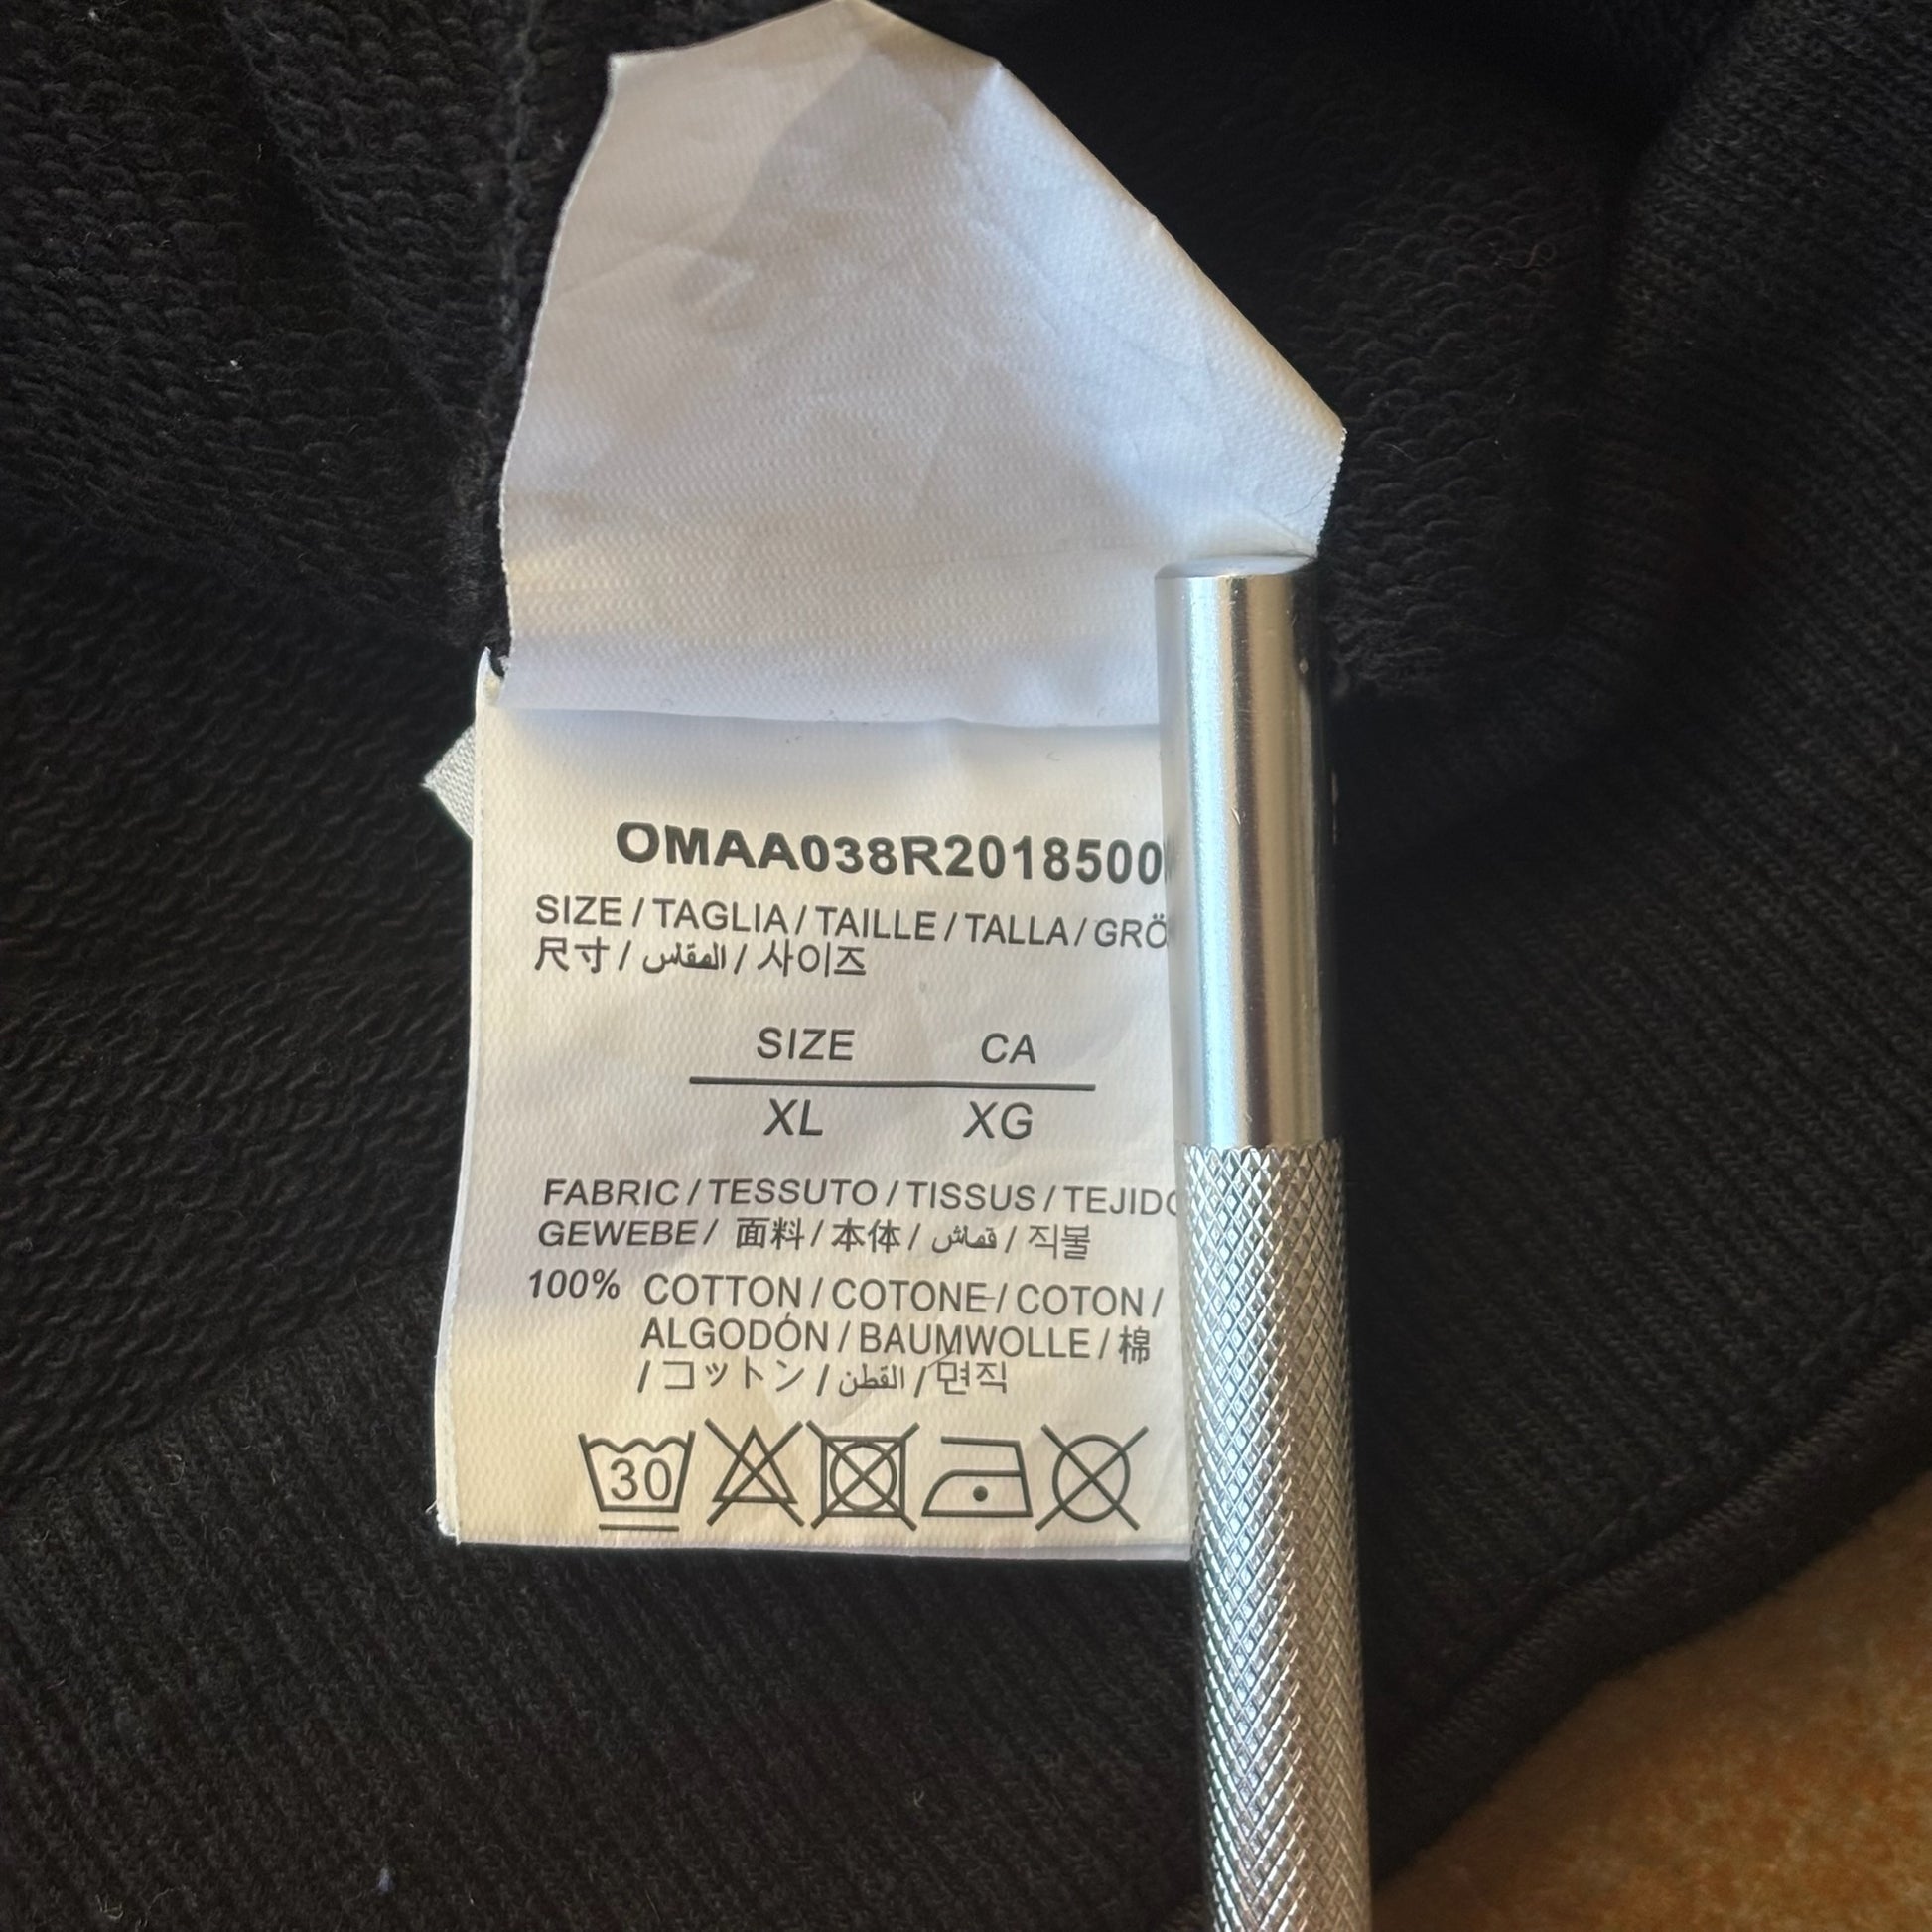 OMAA038R2018500
SIZE / TAGLIA / TAILLE / TALLA / GRÖ
尺寸 / المقاس / 사이즈
SIZE CA
XL XG
FABRIC / TESSUTO / TISSUS / TEJIDO
GEWEBE / 面料 / 本体 / قماش / 직물
100% COTTON / COTONE / COTON /
ALGODÓN / BAUMWOLLE / 棉
/ コットン / القطن / 면직
30